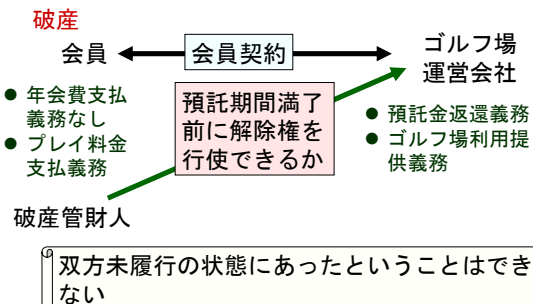 破産
会員
会員契約
ゴルフ場
運営会社
● 年会費支払
義務なし
● プレイ料金
支払義務
預託期間満了
前に解除権を
行使できるか
● 預託金返還義務
● ゴルフ場利用提
供義務
破産管財人
双方未履行の状態にあったということはでき
ない